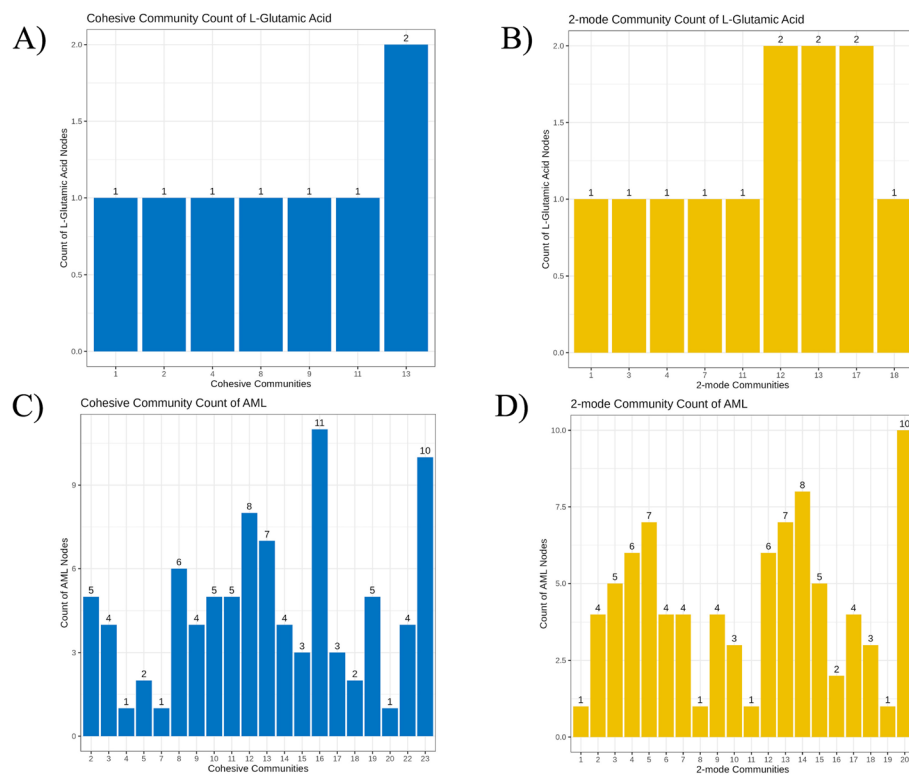 A)
Cohesive Community Count of L-Glutamic Acid
2.0
1.5
1.0
0.5
0.0
Count of L-Glutamic Acid Nodes
1 1 1 1 1 1 2
1 2 4 8 9 11 13
Cohesive Communities
B)
2-mode Community Count of L-Glutamic Acid
2.0
1.5
1.0
0.5
0.0
Count of L-Glutamic Acid Nodes
1 1 1 1 1 2 2 2 1
1 3 4 7 11 12 13 17 18
2-mode Communities
C)
Cohesive Community Count of AML
9
6
3
0
Count of AML Nodes
5 4 1 2 1 6 4 5 5 8 7 4 3 11 3 2 5 1 4 10
2 3 4 5 7 8 9 10 11 12 13 14 15 16 17 18 19 20 22 23
Cohesive Communities
D)
2-mode Community Count of AML
10.0
7.5
5.0
2.5
0.0
Count of AML Nodes
1 4 5 6 7 4 4 1 4 3 1 6 7 8 5 2 4 3 1 10
1 2 3 4 5 6 7 8 9 10 11 12 13 14 15 16 17 18 19 20
2-mode Communities